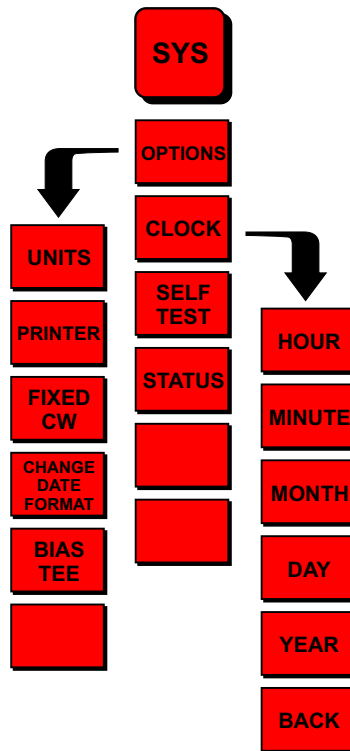 SYS
OPTIONS
CLOCK
SELF
TEST
STATUS
UNITS
PRINTER
FIXED
CW
CHANGE
DATE
FORMAT
BIAS
TEE
HOUR
MINUTE
MONTH
DAY
YEAR
BACK